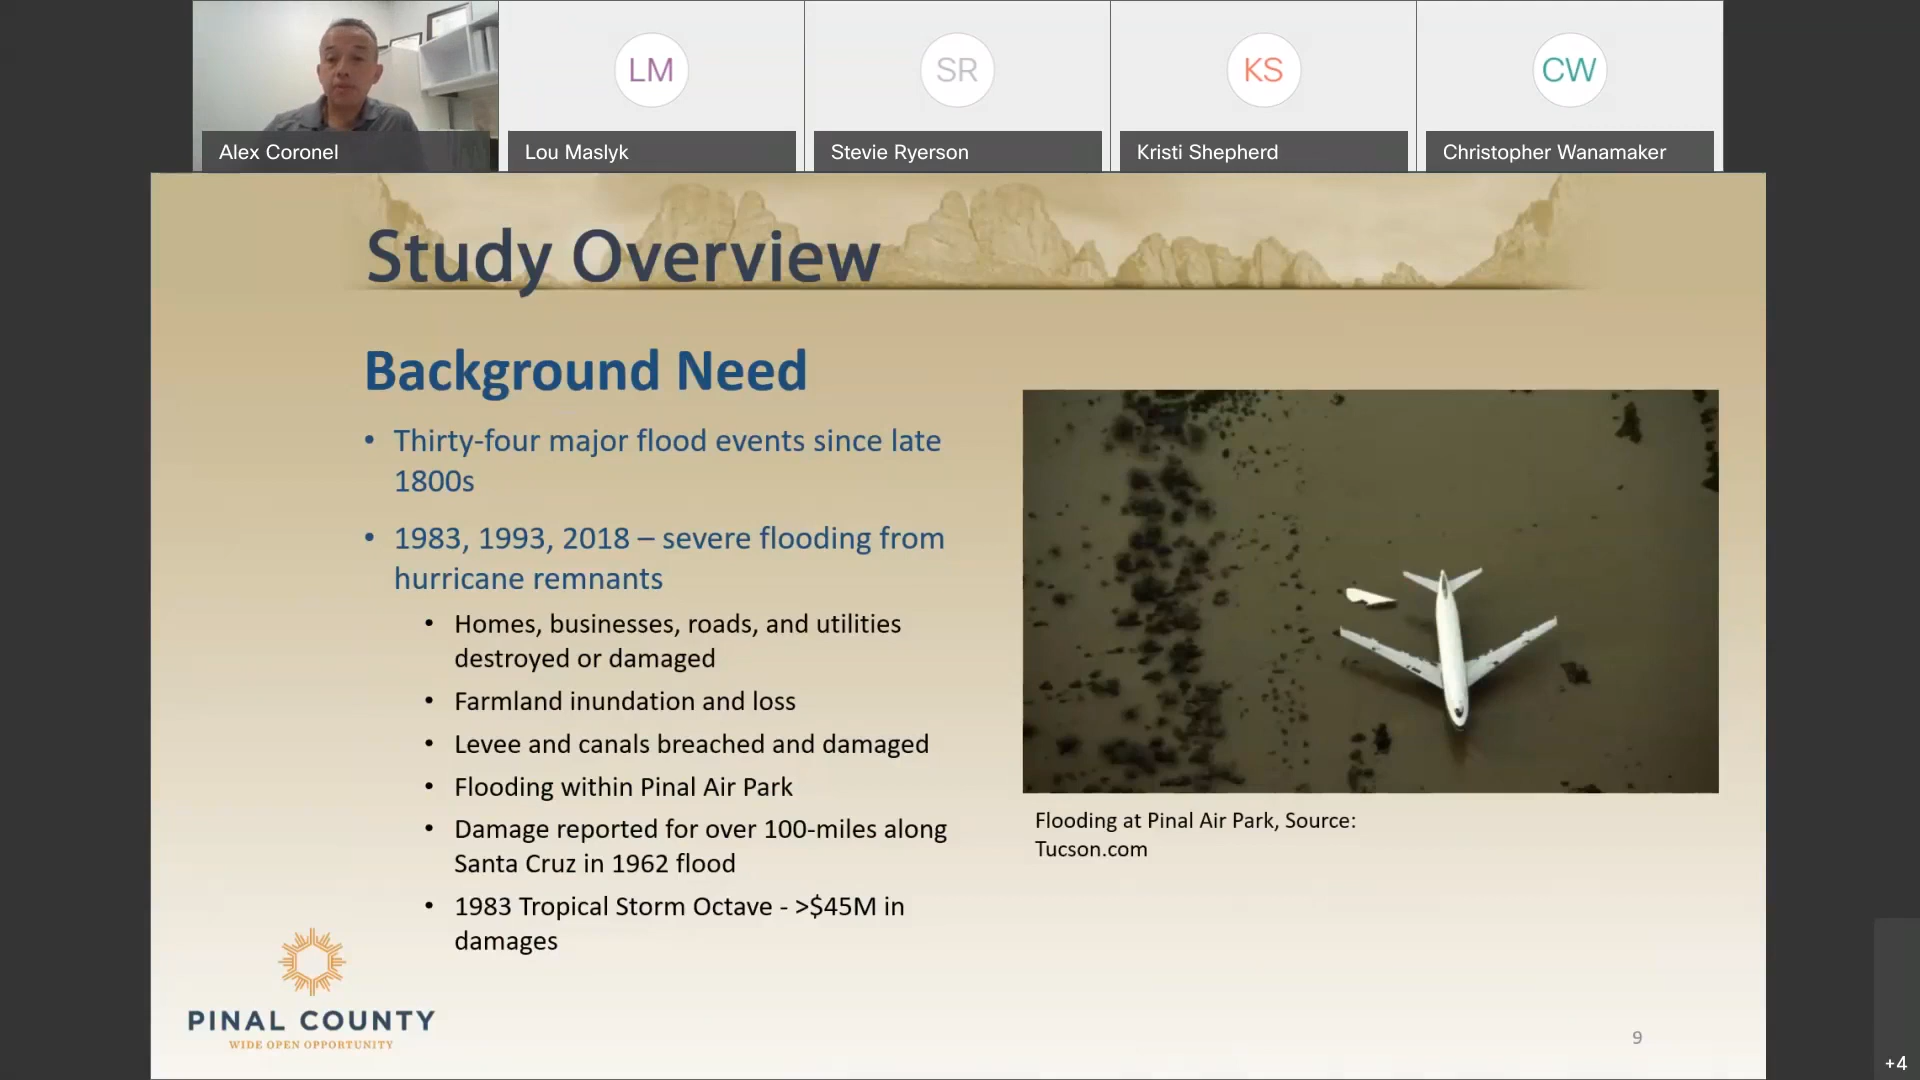 LM
SR
KS
CW
Alex Coronel
Lou Maslyk
Stevie Ryerson
Kristi Shepherd
Christopher Wanamaker
Study Overview
Background Need
• Thirty-four major flood events since late
1800s
• 1983, 1993, 2018 – severe flooding from
hurricane remnants
• Homes, businesses, roads, and utilities
destroyed or damaged
• Farmland inundation and loss
• Levee and canals breached and damaged
• Flooding within Pinal Air Park
• Damage reported for over 100-miles along
Santa Cruz in 1962 flood
• 1983 Tropical Storm Octave - >$45M in
damages
Flooding at Pinal Air Park, Source:
Tucson.com
PINAL COUNTY
WIDE OPEN OPPORTUNITY
9
+4